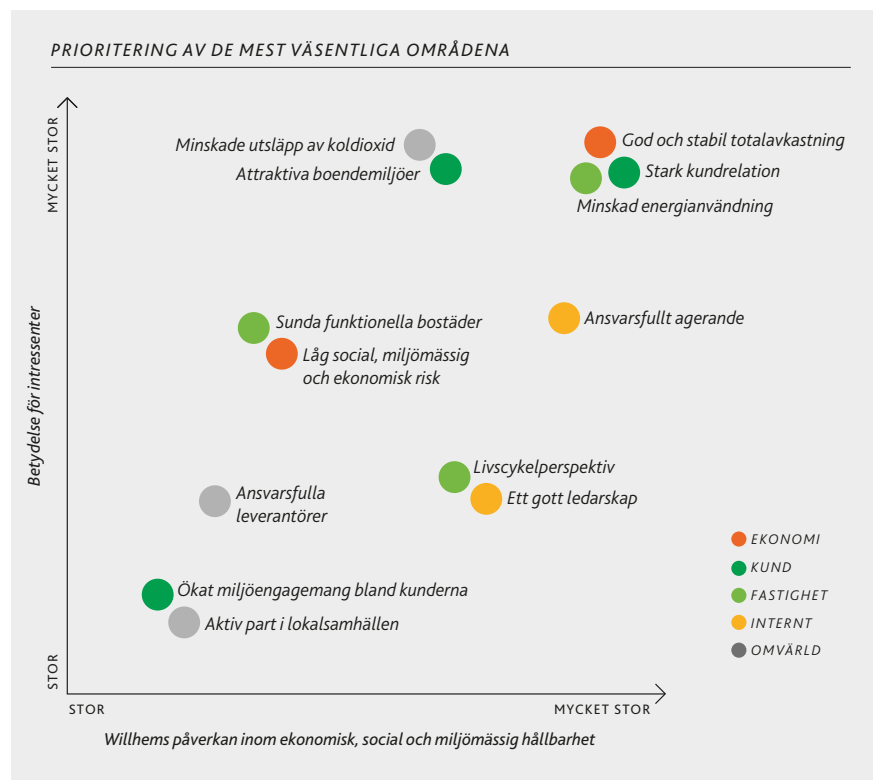 PRIORITERING AV DE MEST VÄSENTLIGA OMRÅDENA
MYCKET STOR
Betydelse för intressenter
STOR
Minskade utsläpp av koldioxid
Attraktiva boendemiljöer
God och stabil totalavkastning
Stark kundrelation
Minskad energianvändning
Sunda funktionella bostäder
Låg social, miljömässig
och ekonomisk risk
Ansvarsfullt agerande
Livscykelperspektiv
Ett gott ledarskap
Ansvarsfulla
leverantörer
Ökat miljöengagemang bland kunderna
Aktiv part i lokalsamhällen
EKONOMI
KUND
FASTIGHET
INTERNT
OMVÄRLD
STOR
MYCKET STOR
Willhems påverkan inom ekonomisk, social och miljömässig hållbarhet